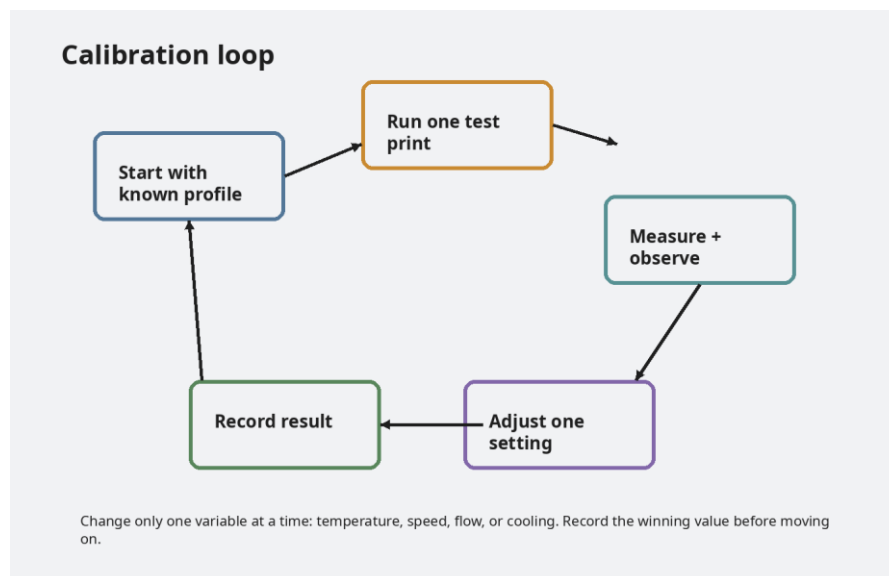 Calibration loop
Run one test
print
Start with
known profile
Measure +
observe
Adjust one
setting
Record result
Change only one variable at a time: temperature, speed, flow, or cooling. Record the winning value before moving
on.